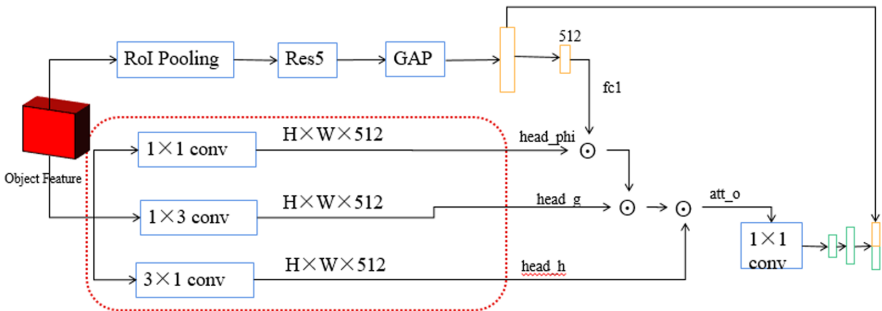 512
RoI Pooling
Res5
GAP
fc1
H×W×512
head_phi
1×1 conv
Object Feature
H×W×512
head_g
att_o
1×3 conv
1×1
conv
H×W×512
head_h
3×1 conv